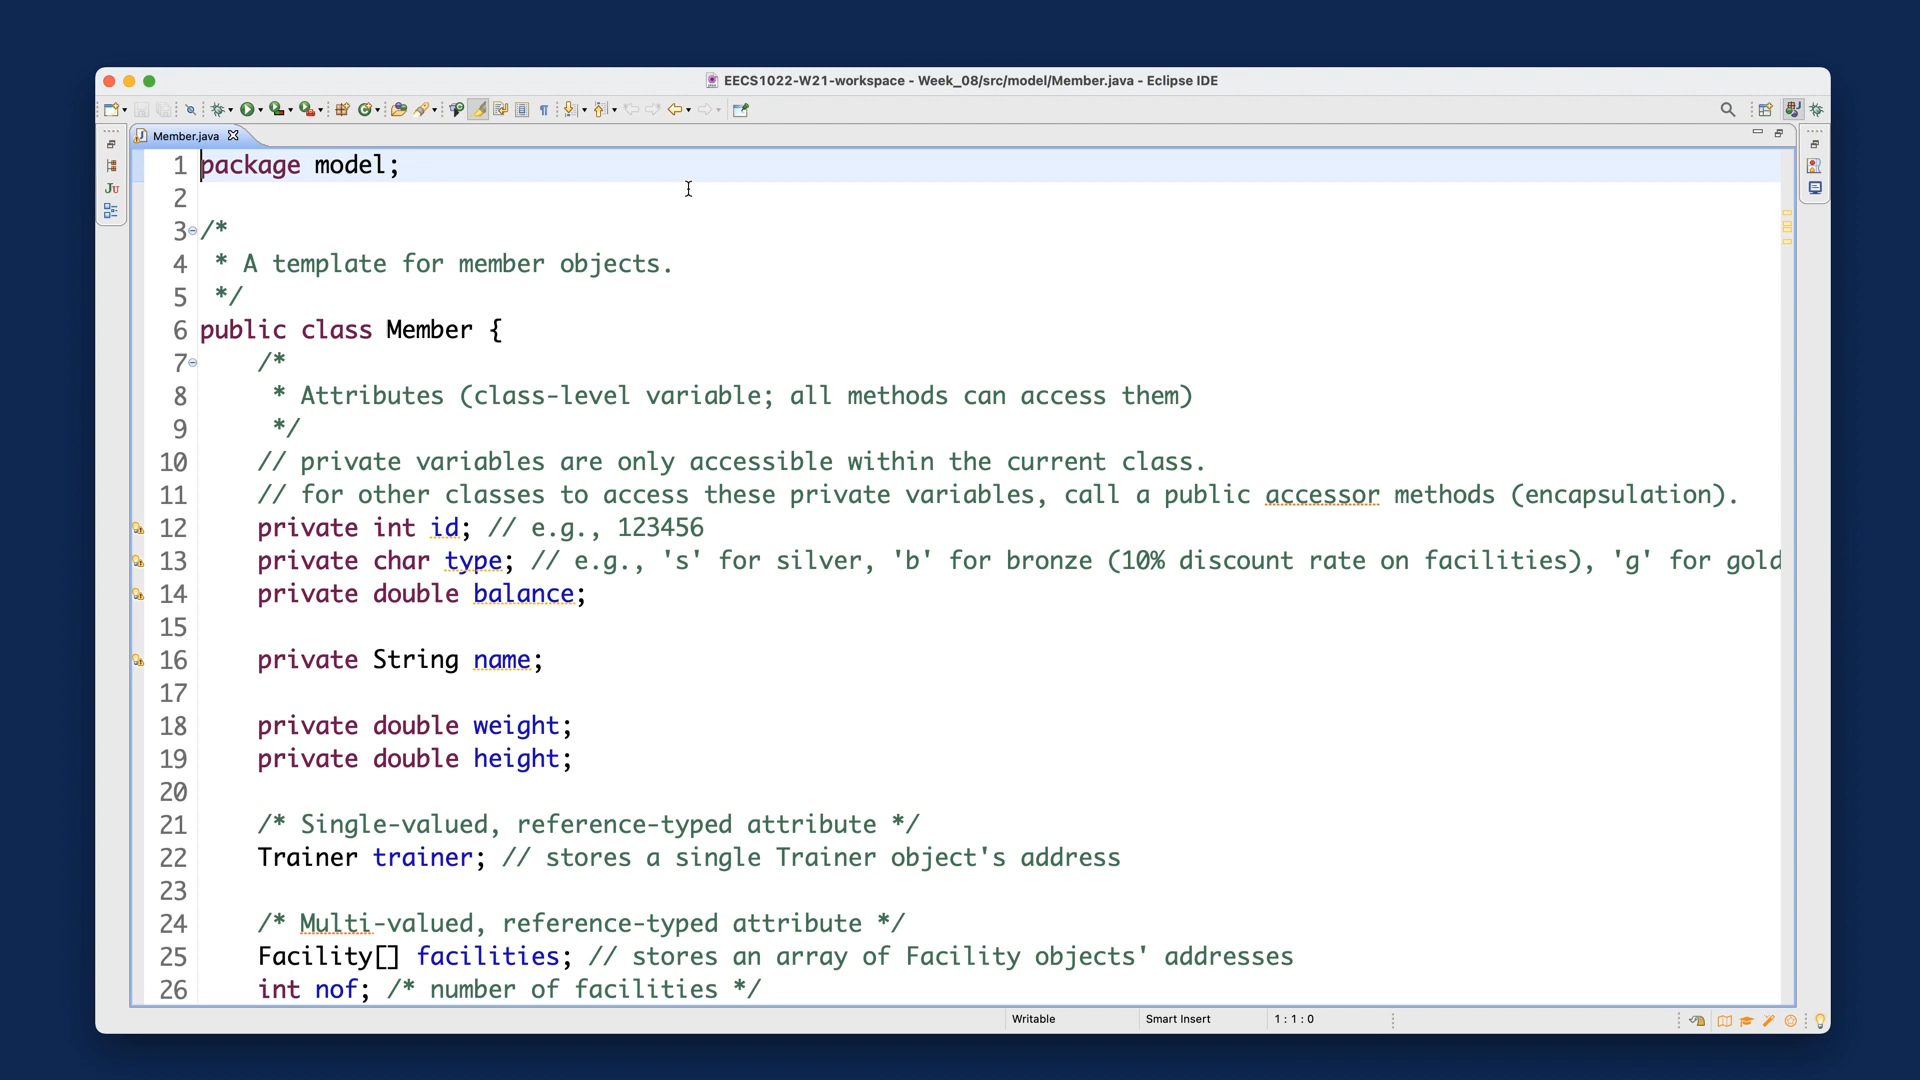 EECS1022-W21-workspace - Week_08/src/model/Member.java - Eclipse IDE
Member.java
1 package model;
2
3 /*
4  * A template for member objects.
5  */
6 public class Member {
7     /*
8      * Attributes (class-level variable; all methods can access them)
9      */
10     // private variables are only accessible within the current class.
11     // for other classes to access these private variables, call a public accessor methods (encapsulation).
12     private int id; // e.g., 123456
13     private char type; // e.g., 's' for silver, 'b' for bronze (10% discount rate on facilities), 'g' for gold
14     private double balance;
15
16     private String name;
17
18     private double weight;
19     private double height;
20
21     /* Single-valued, reference-typed attribute */
22     Trainer trainer; // stores a single Trainer object's address
23
24     /* Multi-valued, reference-typed attribute */
25     Facility[] facilities; // stores an array of Facility objects' addresses
26     int nof; /* number of facilities */
Writable Smart Insert 1 : 1 : 0